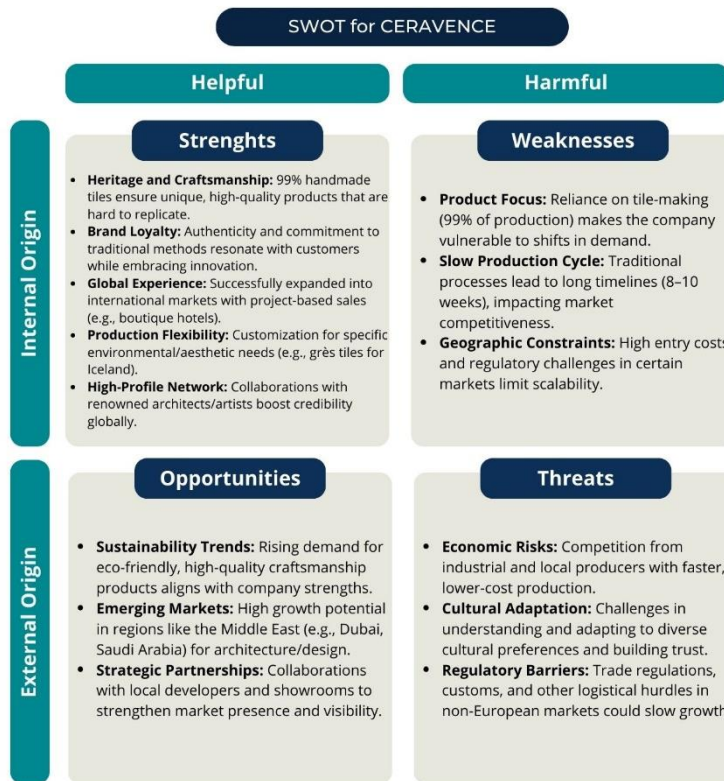 SWOT for CERAVENCE
Helpful
Harmful
Internal Origin
Strenghts
• Heritage and Craftsmanship: 99% handmade
tiles ensure unique, high-quality products that are
hard to replicate.
• Brand Loyalty: Authenticity and commitment to
traditional methods resonate with customers
while embracing innovation.
• Global Experience: Successfully expanded into
international markets with project-based sales
(e.g., boutique hotels).
• Production Flexibility: Customization for specific
environmental/aesthetic needs (e.g., grès tiles for
Iceland).
• High-Profile Network: Collaborations with
renowned architects/artists boost credibility
globally.
Weaknesses
• Product Focus: Reliance on tile-making
(99% of production) makes the company
vulnerable to shifts in demand.
• Slow Production Cycle: Traditional
processes lead to long timelines (8–10
weeks), impacting market
competitiveness.
• Geographic Constraints: High entry costs
and regulatory challenges in certain
markets limit scalability.
External Origin
Opportunities
• Sustainability Trends: Rising demand for
eco-friendly, high-quality craftsmanship
products aligns with company strengths.
• Emerging Markets: High growth potential
in regions like the Middle East (e.g., Dubai,
Saudi Arabia) for architecture/design.
• Strategic Partnerships: Collaborations
with local developers and showrooms to
strengthen market presence and visibility.
Threats
• Economic Risks: Competition from
industrial and local producers with faster,
lower-cost production.
• Cultural Adaptation: Challenges in
understanding and adapting to diverse
cultural preferences and building trust.
• Regulatory Barriers: Trade regulations,
customs, and other logistical hurdles in
non-European markets could slow growth